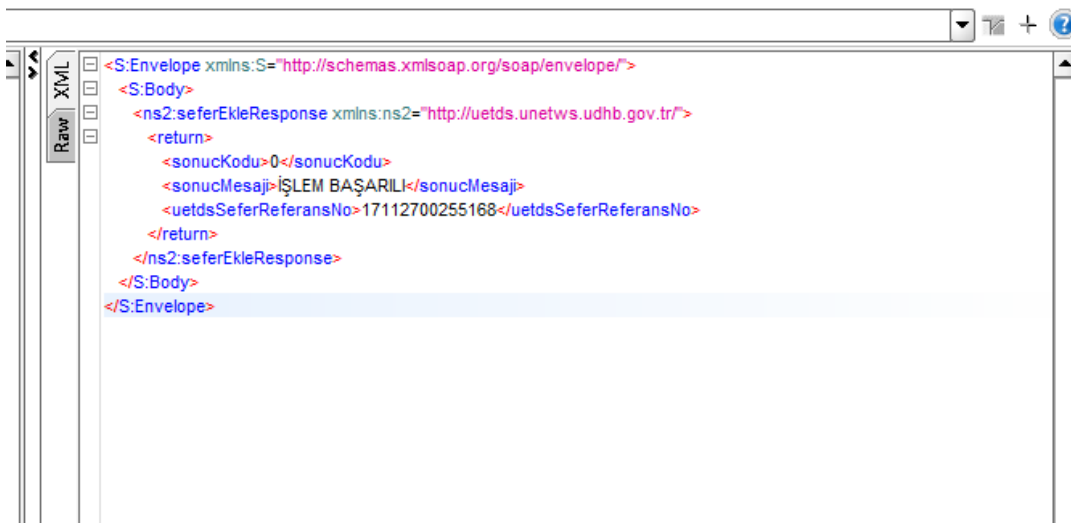 XML
Raw
<S:Envelope xmlns:S="http://schemas.xmlsoap.org/soap/envelope/">
<S:Body>
<ns2:seferEkleResponse xmlns:ns2="http://uetds.unetws.udhb.gov.tr/">
<return>
<sonucKodu>0</sonucKodu>
<sonucMesaji>İŞLEM BAŞARILI</sonucMesaji>
<uetdsSeferReferansNo>17112700255168</uetdsSeferReferansNo>
</return>
</ns2:seferEkleResponse>
</S:Body>
</S:Envelope>